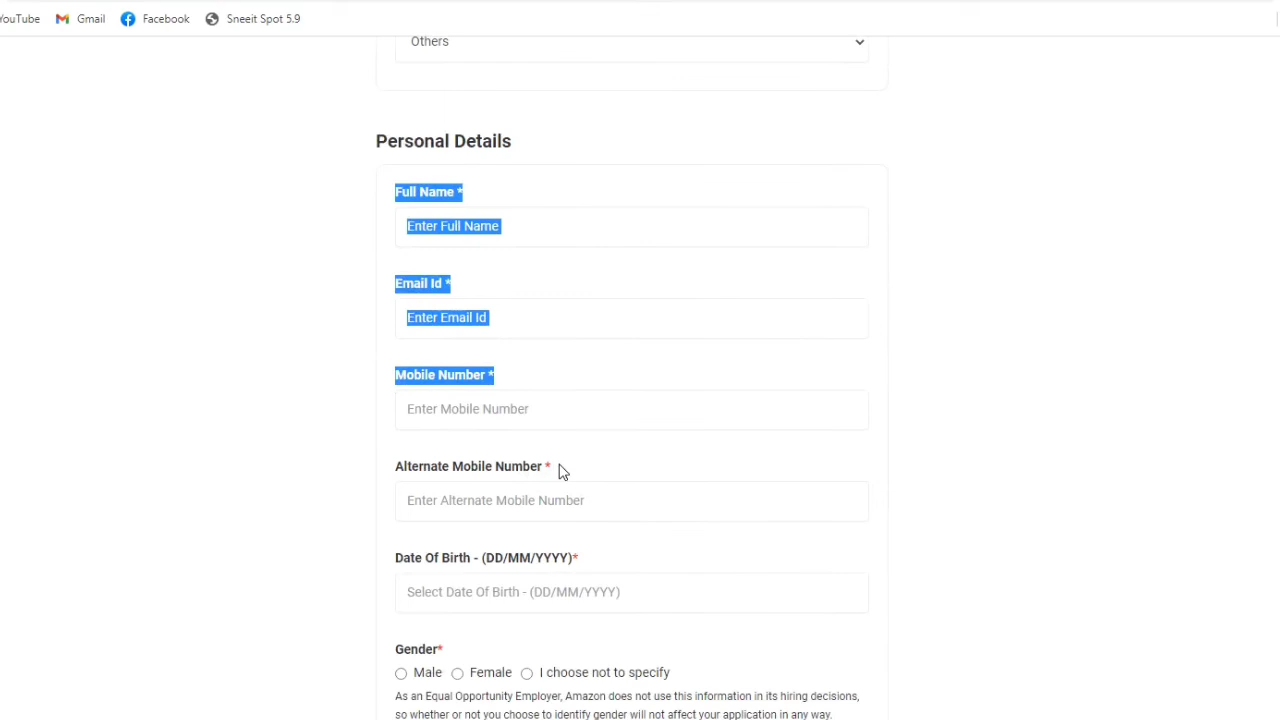 YouTube Gmail Facebook Sneeit Spot 5.9
Others
Personal Details
Full Name *
Enter Full Name
Email Id *
Enter Email Id
Mobile Number *
Enter Mobile Number
Alternate Mobile Number *
Enter Alternate Mobile Number
Date Of Birth - (DD/MM/YYYY)*
Select Date Of Birth - (DD/MM/YYYY)
Gender*
Male Female I choose not to specify
As an Equal Opportunity Employer, Amazon does not use this information in its hiring decisions,
so whether or not you choose to identify gender will not affect your application in any way.